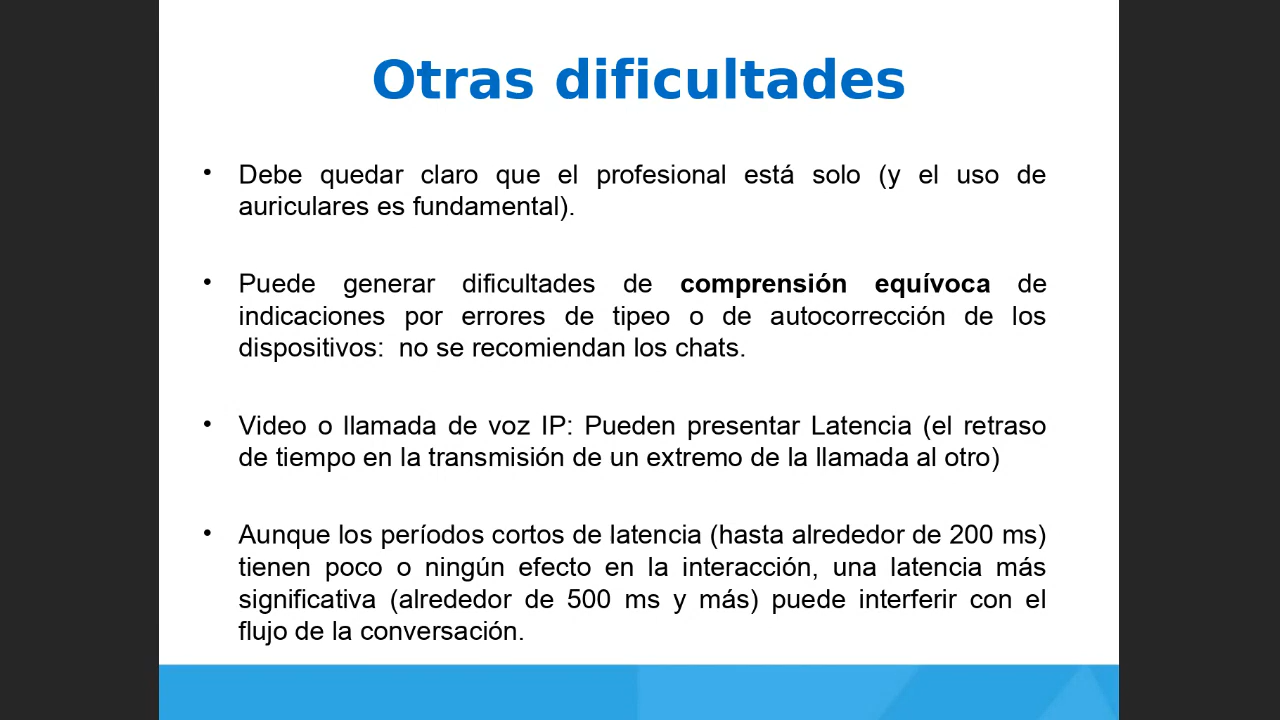 Otras dificultades
• Debe quedar claro que el profesional está solo (y el uso de
auriculares es fundamental).
• Puede generar dificultades de comprensión equívoca de
indicaciones por errores de tipeo o de autocorrección de los
dispositivos:  no se recomiendan los chats.
• Video o llamada de voz IP: Pueden presentar Latencia (el retraso
de tiempo en la transmisión de un extremo de la llamada al otro)
• Aunque los períodos cortos de latencia (hasta alrededor de 200 ms)
tienen poco o ningún efecto en la interacción, una latencia más
significativa (alrededor de 500 ms y más) puede interferir con el
flujo de la conversación.